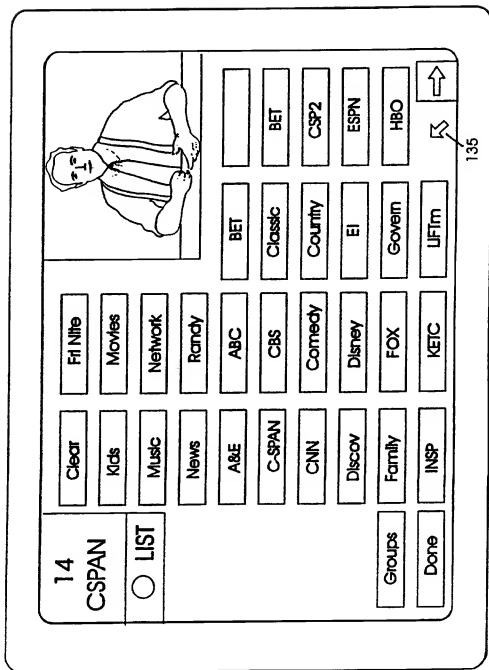 14
CSPAN
LIST
Clear Fri Nite
Kids Movies
Music Network
News Randy
A&E ABC BET
C-SPAN CBS Classic BET
CNN Comedy Country CSP2
Discov Disney EI ESPN
Groups Family FOX Govern HBO
Done INSP KETC LIFTm
135